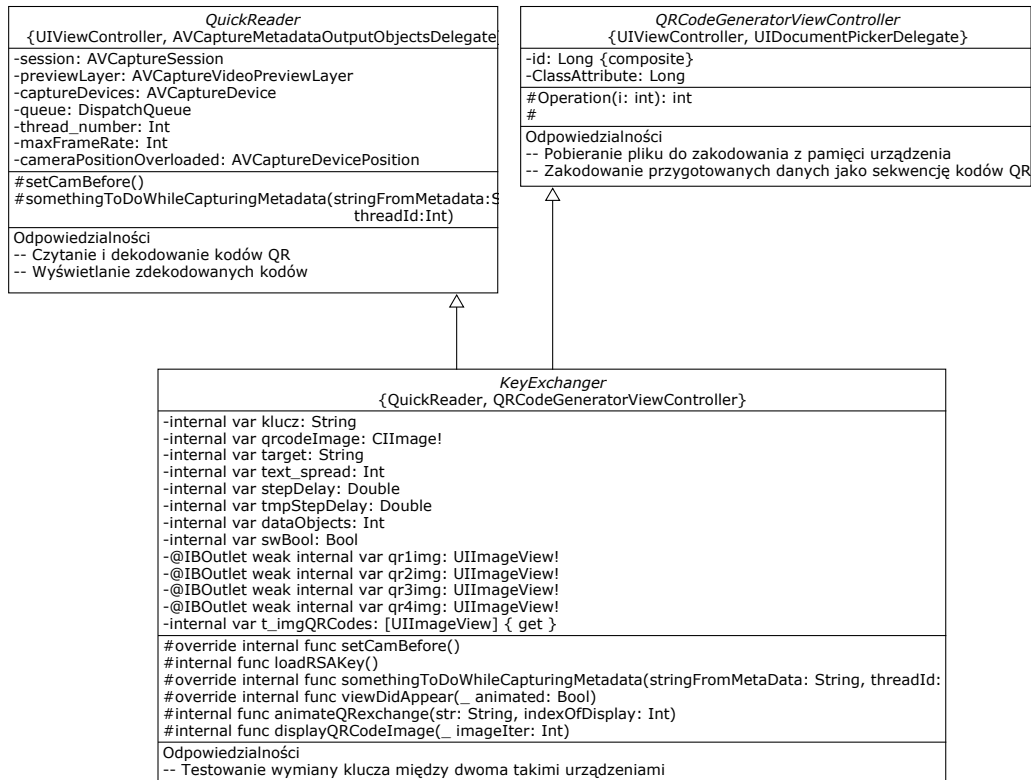 QuickReader
{UIViewController, AVCaptureMetadataOutputObjectsDelegate
-session: AVCaptureSession
-previewLayer: AVCaptureVideoPreviewLayer
-captureDevices: AVCaptureDevice
-queue: DispatchQueue
-thread_number: Int
-maxFrameRate: Int
-cameraPositionOverloaded: AVCaptureDevicePosition
#setCamBefore()
#somethingToDoWhileCapturingMetadata(stringFromMetadata:S
threadId:Int)
Odpowiedzialności
-- Czytanie i dekodowanie kodów QR
-- Wyświetlanie zdekodowanych kodów
QRCodeGeneratorViewController
{UIViewController, UIDocumentPickerDelegate}
-id: Long {composite}
-ClassAttribute: Long
#Operation(i: int): int
#
Odpowiedzialności
-- Pobieranie pliku do zakodowania z pamięci urządzenia
-- Zakodowanie przygotowanych danych jako sekwencję kodów QR
KeyExchanger
{QuickReader, QRCodeGeneratorViewController}
-internal var klucz: String
-internal var qrcodeImage: CIImage!
-internal var target: String
-internal var text_spread: Int
-internal var stepDelay: Double
-internal var tmpStepDelay: Double
-internal var dataObjects: Int
-internal var swBool: Bool
-@IBOutlet weak internal var qr1img: UIImageView!
-@IBOutlet weak internal var qr2img: UIImageView!
-@IBOutlet weak internal var qr3img: UIImageView!
-@IBOutlet weak internal var qr4img: UIImageView!
-internal var t_imgQRCodes: [UIImageView] { get }
#override internal func setCamBefore()
#internal func loadRSAKey()
#override internal func somethingToDoWhileCapturingMetadata(stringFromMetaData: String, threadId:
#override internal func viewDidAppear(_ animated: Bool)
#internal func animateQRexchange(str: String, indexOfDisplay: Int)
#internal func displayQRCodeImage(_ imageIter: Int)
Odpowiedzialności
-- Testowanie wymiany klucza między dwoma takimi urządzeniami